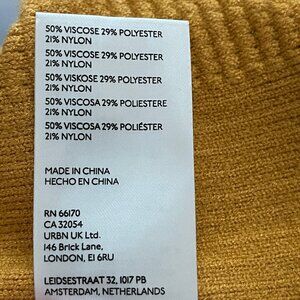 50% VISCOSE 29% POLYESTER
21% NYLON
50% VISCOSE 29% POLYESTER
21% NYLON
50% VISKOSE 29% POLYESTER
21% NYLON
50% VISCOSA 29% POLIESTERE
21% NYLON
50% VISCOSA 29% POLIÉSTER
21% NYLON
MADE IN CHINA
HECHO EN CHINA
RN 66170
CA 32054
URBN UK Ltd.
146 Brick Lane,
LONDON, E1 6RU
LEIDSESTRAAT 32, 1017 PB
AMSTERDAM, NETHERLANDS